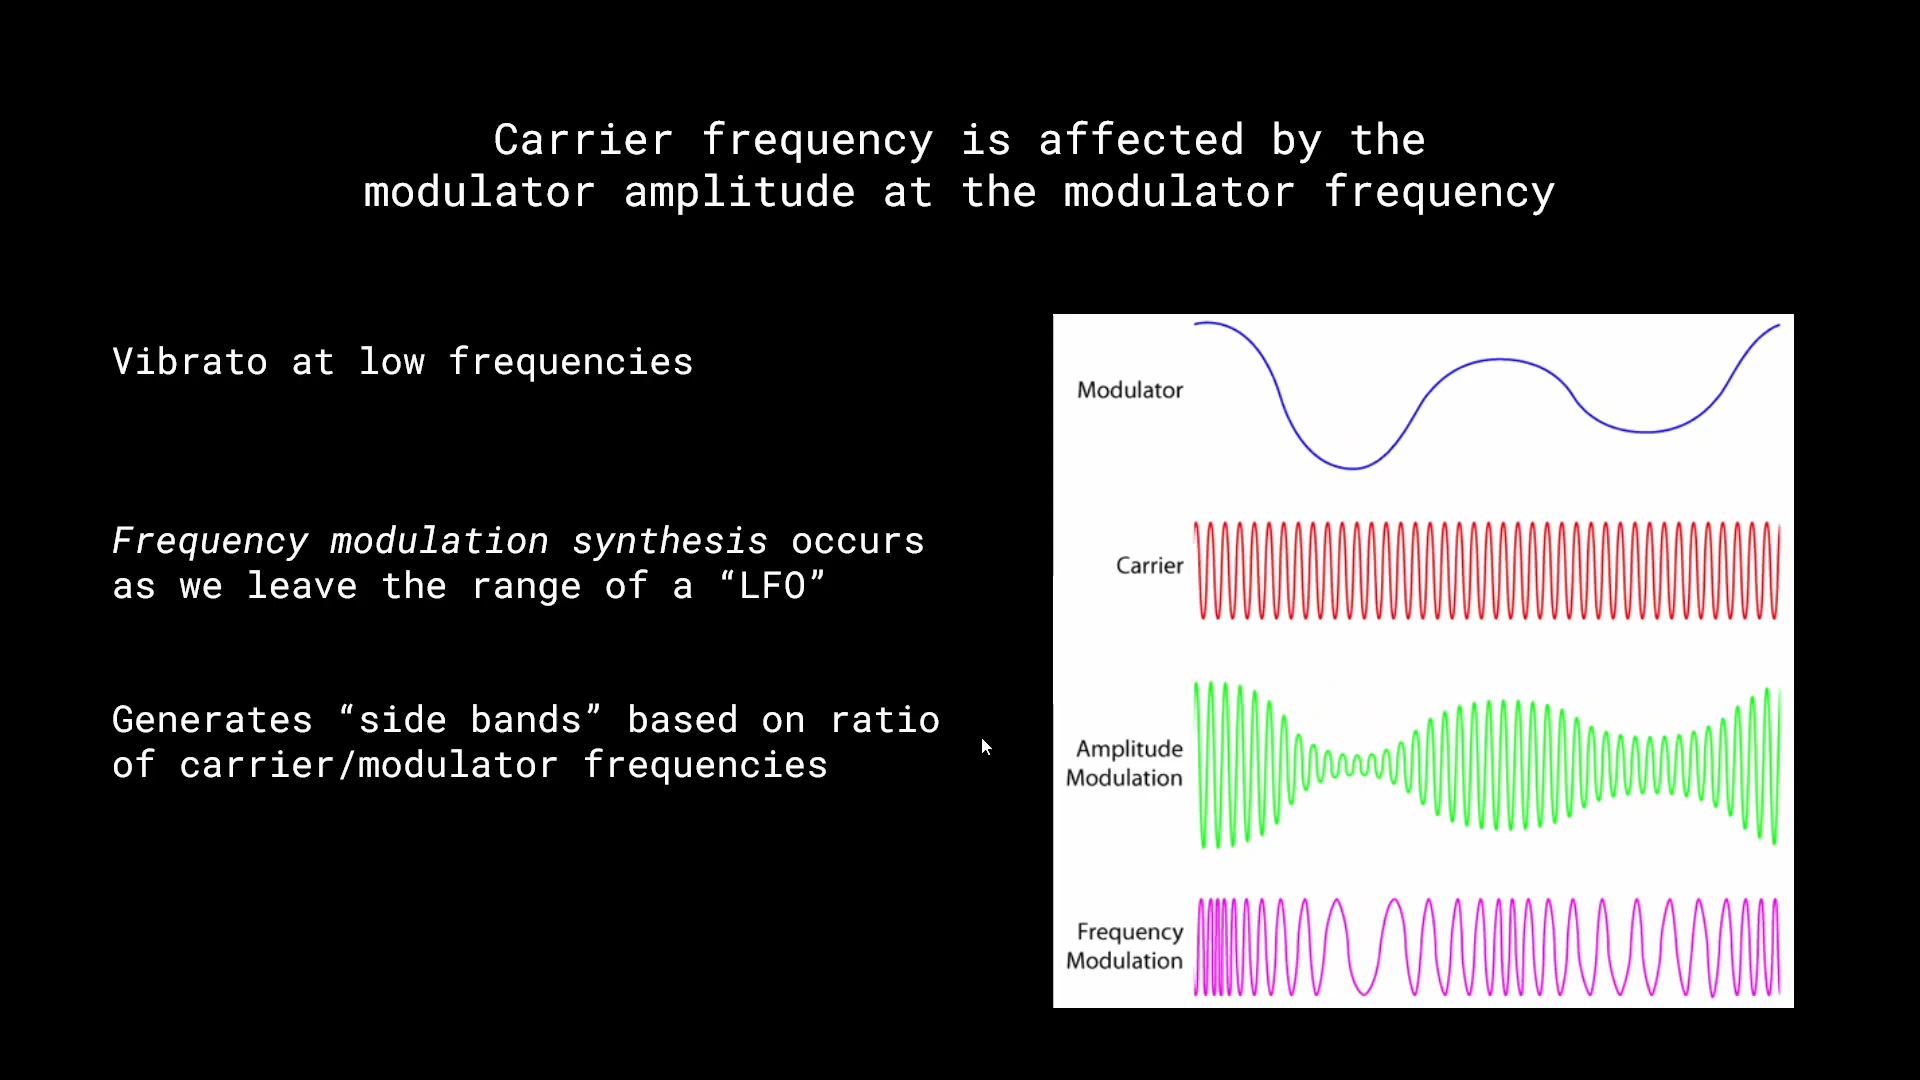 Carrier frequency is affected by the
modulator amplitude at the modulator frequency
Vibrato at low frequencies
Frequency modulation synthesis occurs
as we leave the range of a “LFO”
Generates “side bands” based on ratio
of carrier/modulator frequencies
Modulator
Carrier
Amplitude
Modulation
Frequency
Modulation